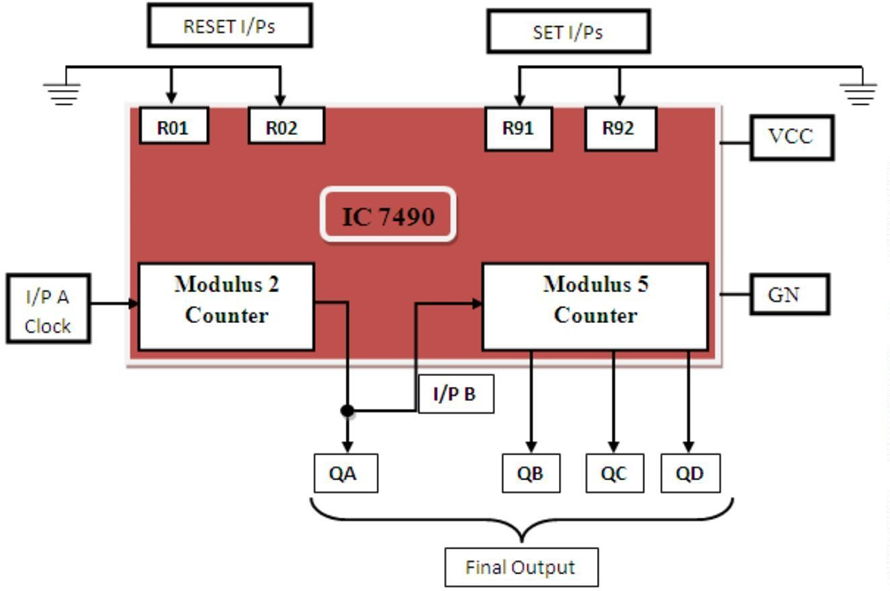 RESET I/Ps
SET I/Ps
R01
R02
R91
R92
VCC
IC 7490
I/P A
Clock
Modulus 2
Counter
Modulus 5
Counter
GN
I/P B
QA
QB
QC
QD
Final Output